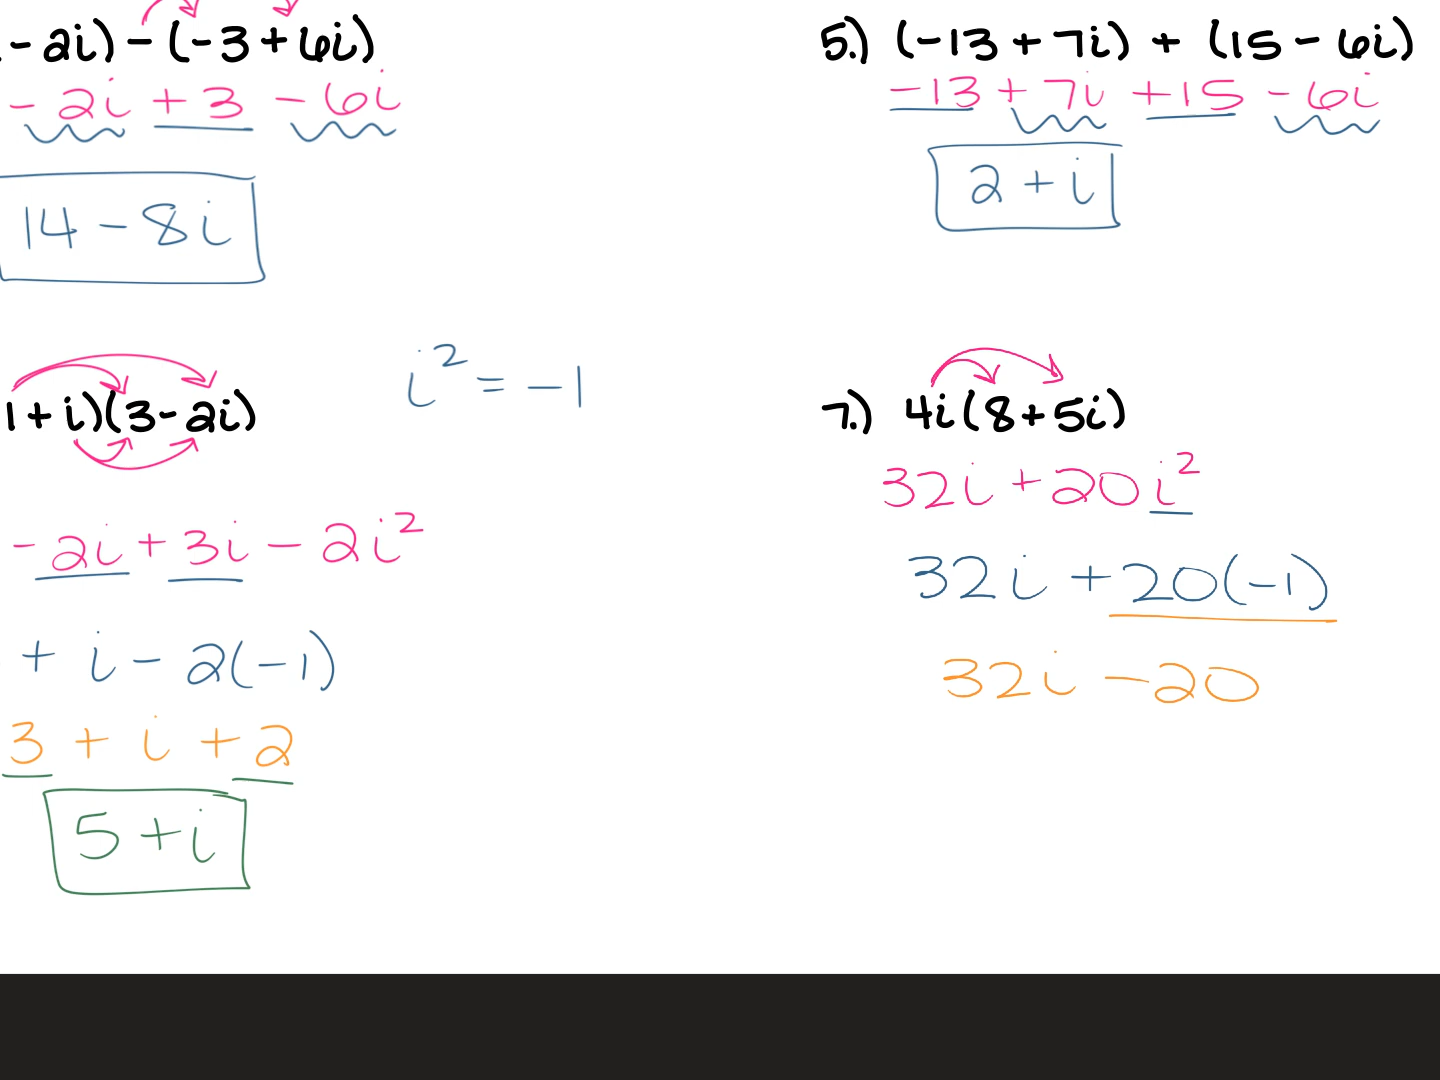 - 2i) - (-3 + 6i)
- 2i + 3 - 6i
14 - 8i
5.) (-13 + 7i) + (15 - 6i)
-13 + 7i + 15 - 6i
2 + i
1 + i)(3 - 2i)
i² = -1
- 2i + 3i - 2i²
+ i - 2(-1)
3 + i + 2
5 + i
7.) 4i(8 + 5i)
32i + 20i²
32i + 20(-1)
32i - 20